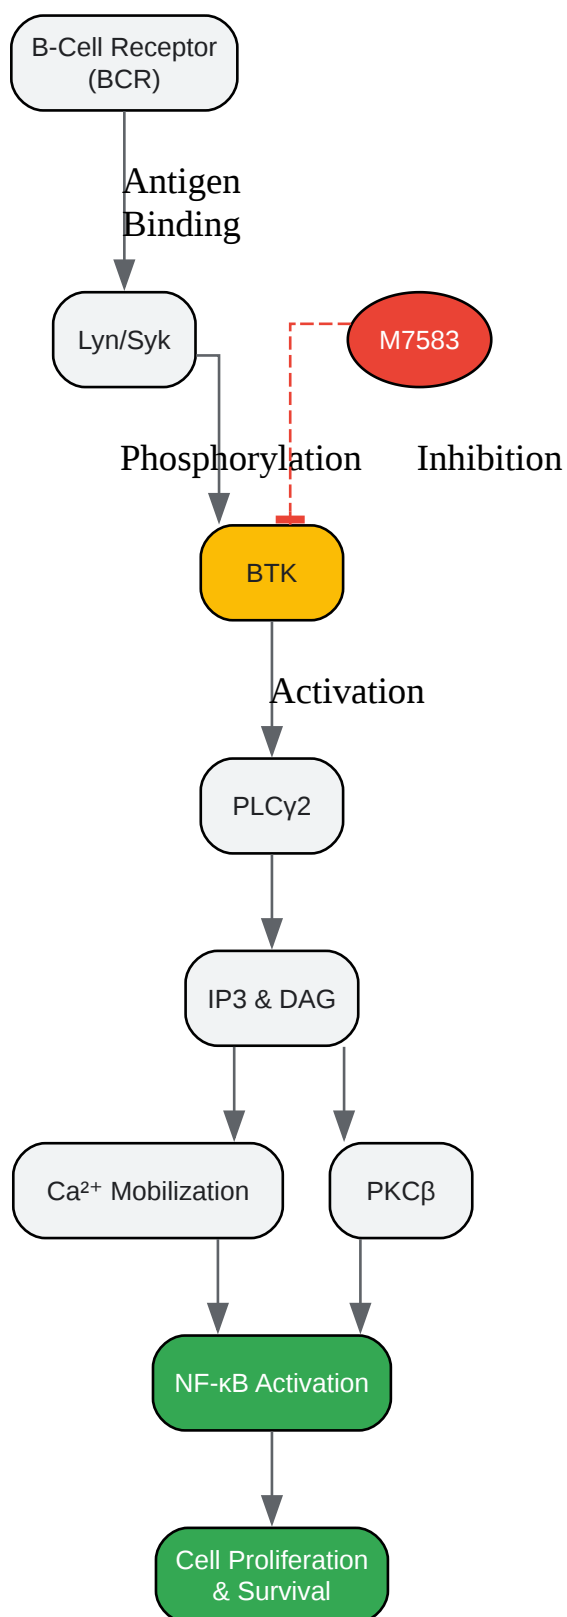 B-Cell Receptor
(BCR)
Antigen
Binding
Lyn/Syk
M7583
Phosphorylation
Inhibition
BTK
Activation
PLCγ2
IP3 & DAG
Ca²⁺ Mobilization
PKCβ
NF-κB Activation
Cell Proliferation
& Survival